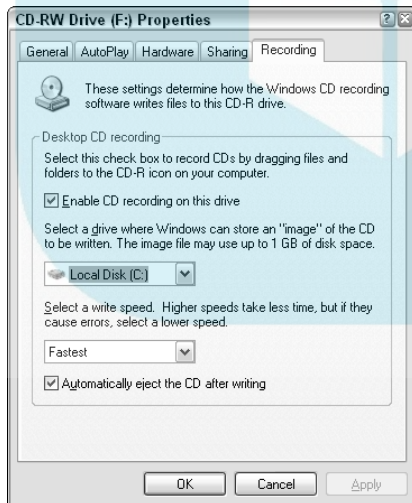 CD-RW Drive (F:) Properties
General AutoPlay Hardware Sharing Recording
These settings determine how the Windows CD recording
software writes files to this CD-R drive.
Desktop CD recording
Select this check box to record CDs by dragging files and
folders to the CD-R icon on your computer.
Enable CD recording on this drive
Select a drive where Windows can store an "image" of the CD
to be written. The image file may use up to 1 GB of disk space.
Local Disk (C:)
Select a write speed. Higher speeds take less time, but if they
cause errors, select a lower speed.
Fastest
Automatically eject the CD after writing
OK Cancel Apply